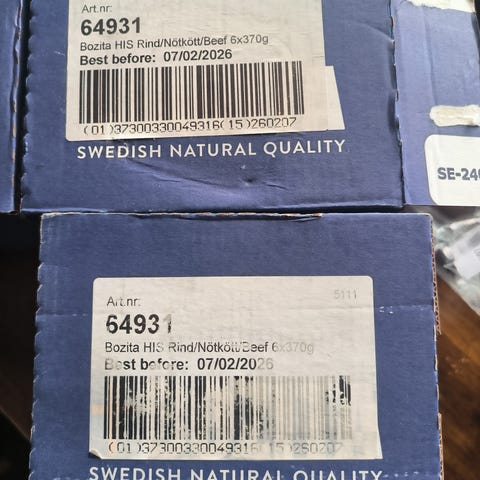 Art.nr:
64931
Bozita HIS Rind/Nötkött/Beef 6x370g
Best before: 07/02/2026
(01)37300330049316(15)260207
SWEDISH NATURAL QUALITY
SE-240
5111
Art.nr:
64931
Bozita HIS Rind/Nötkött/Beef 6x370g
Best before: 07/02/2026
(01)37300330049316(15)260207
SWEDISH NATURAL QUALITY